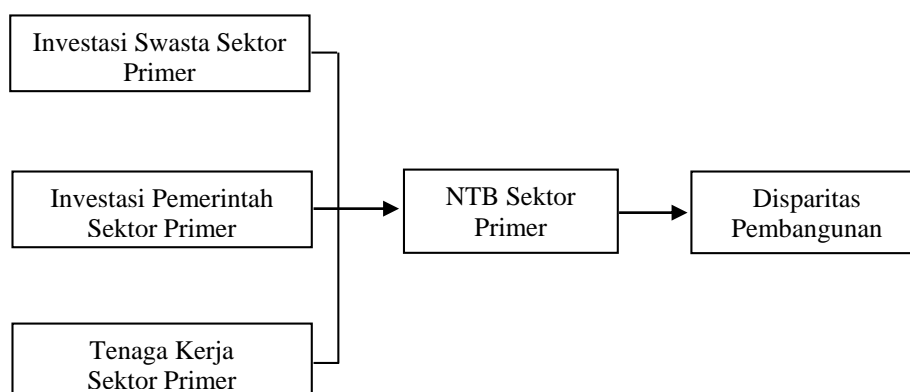 Investasi Swasta Sektor
Primer
Investasi Pemerintah
Sektor Primer
NTB Sektor
Primer
Disparitas
Pembangunan
Tenaga Kerja
Sektor Primer